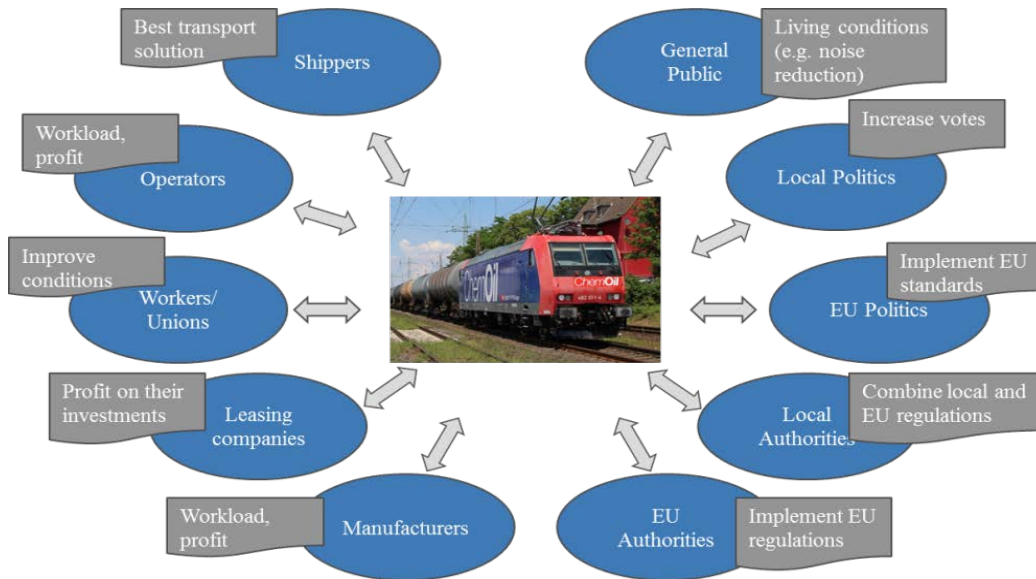 Best transport
solution
Shippers
Living conditions
(e.g. noise
reduction)
General
Public
Workload,
profit
Operators
Increase votes
Local Politics
Improve
conditions
Workers/
Unions
Implement EU
standards
EU Politics
Profit on their
investments
Leasing
companies
Combine local and
EU regulations
Local
Authorities
Workload,
profit
Manufacturers
EU
Authorities
Implement EU
regulations
ChemOil
ChemOil